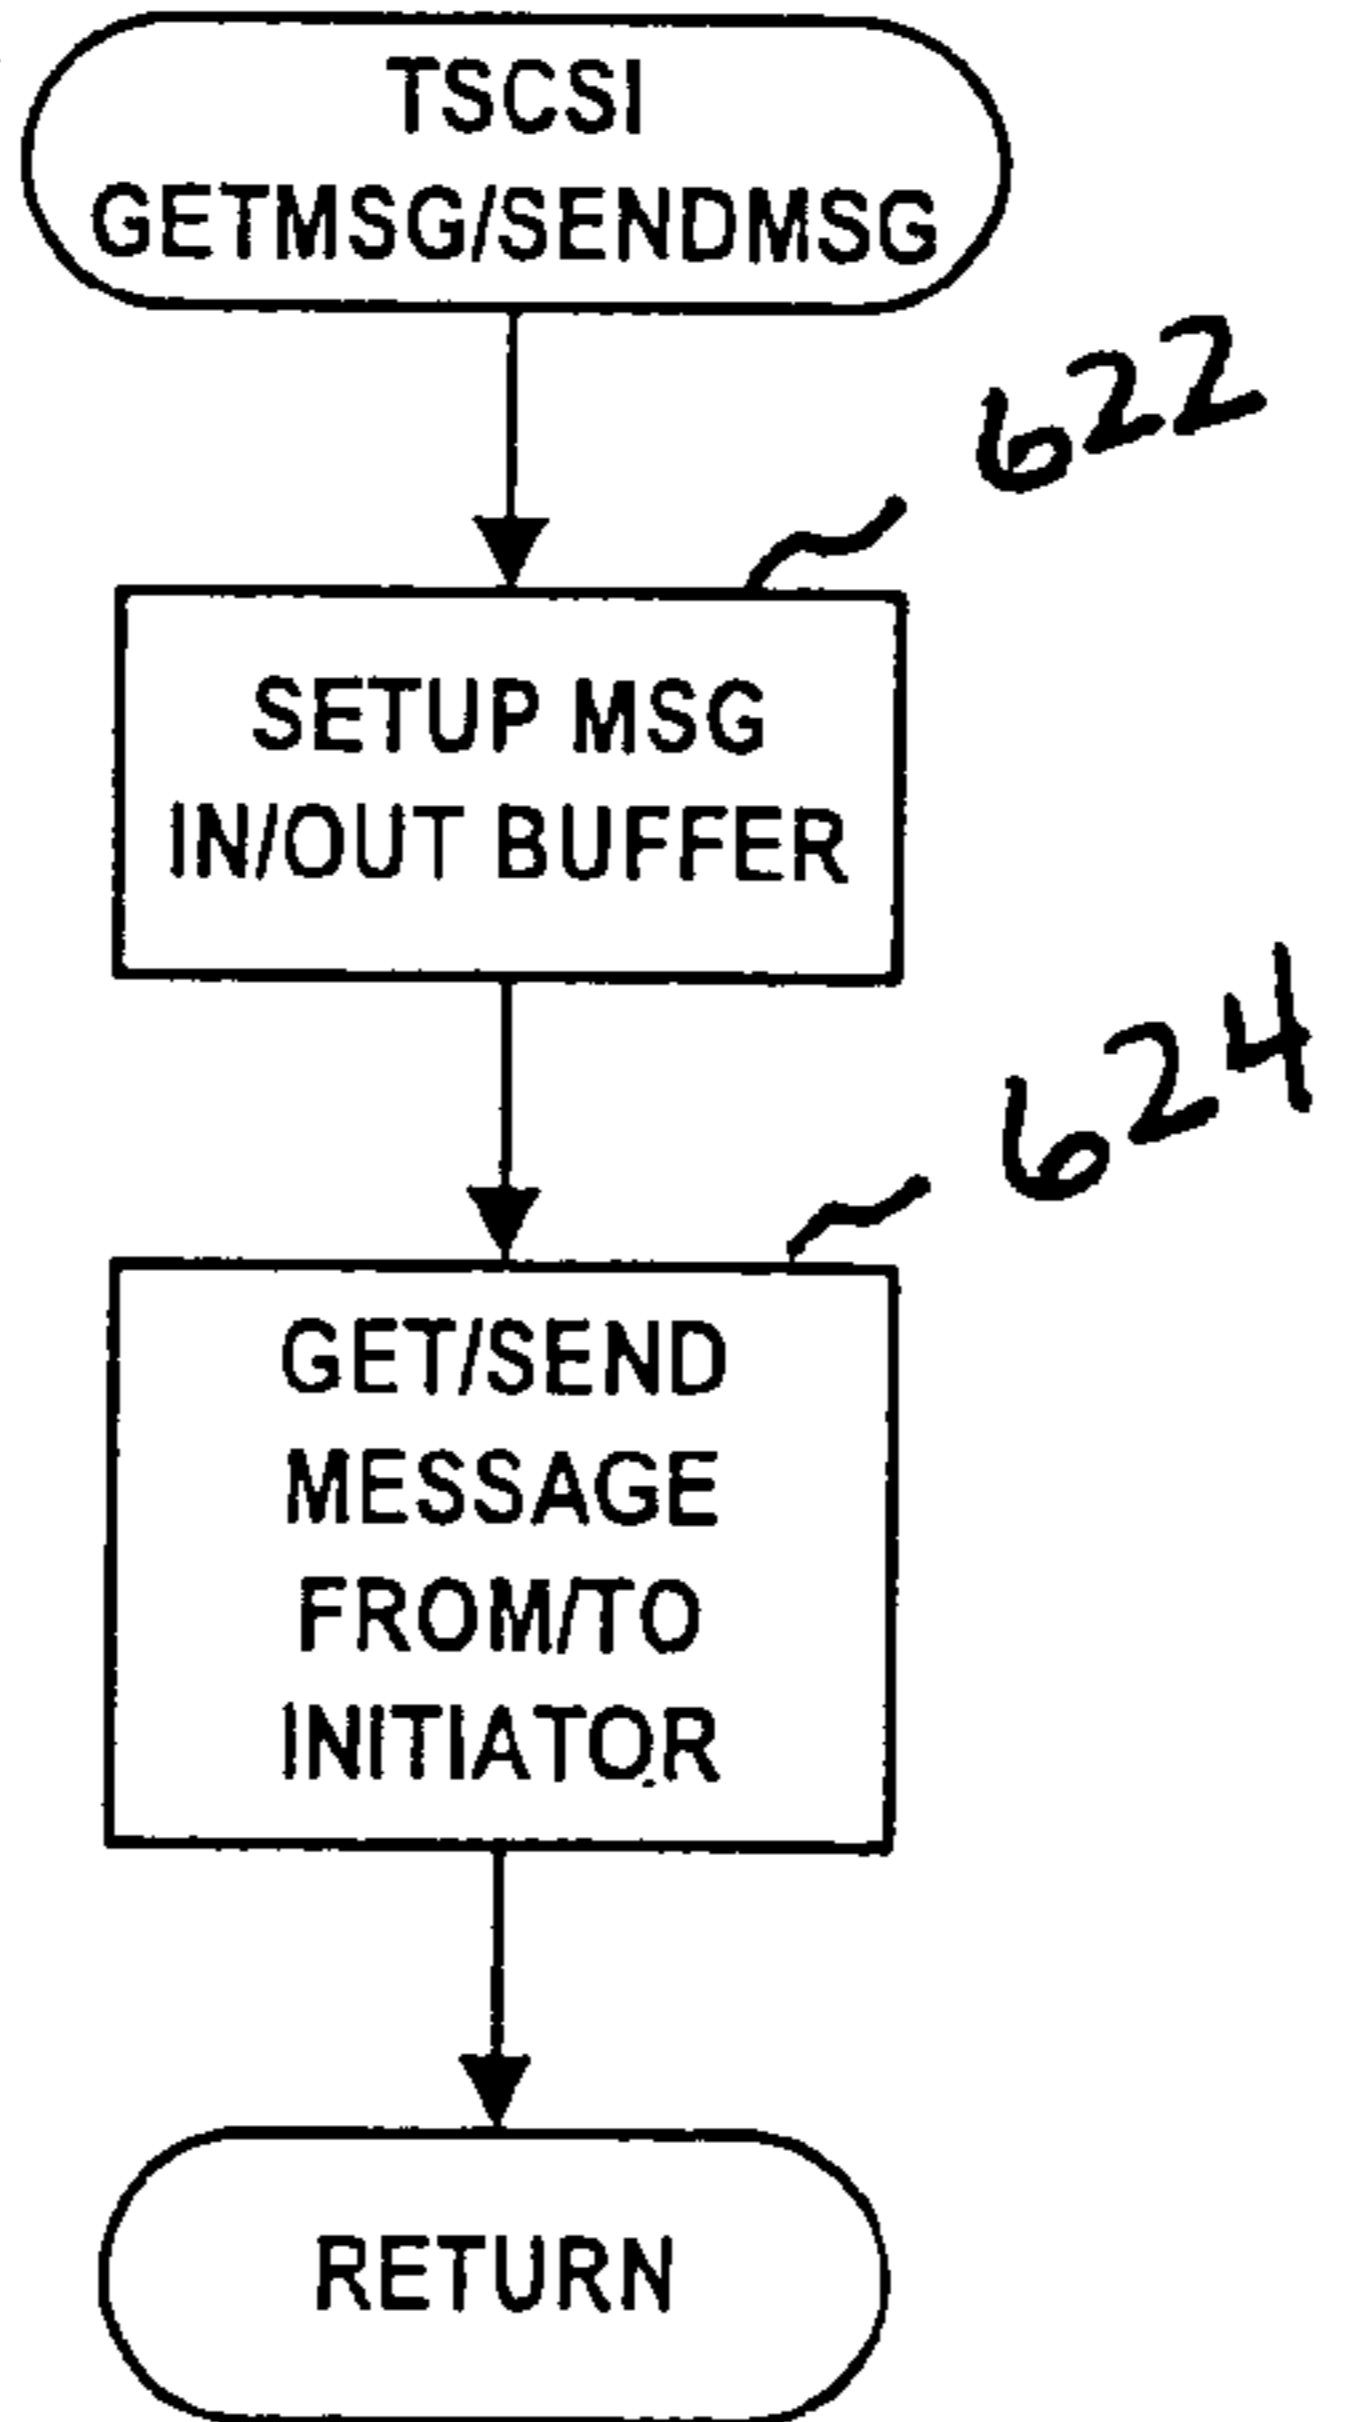 TSCSI
GETMSG/SENDMSG
622
SETUP MSG
IN/OUT BUFFER
624
GET/SEND
MESSAGE
FROM/TO
INITIATOR
RETURN